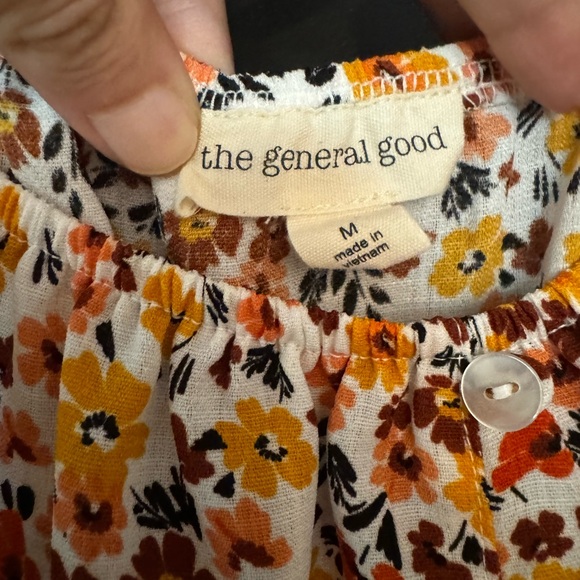 the general good
M
made in
vietnam